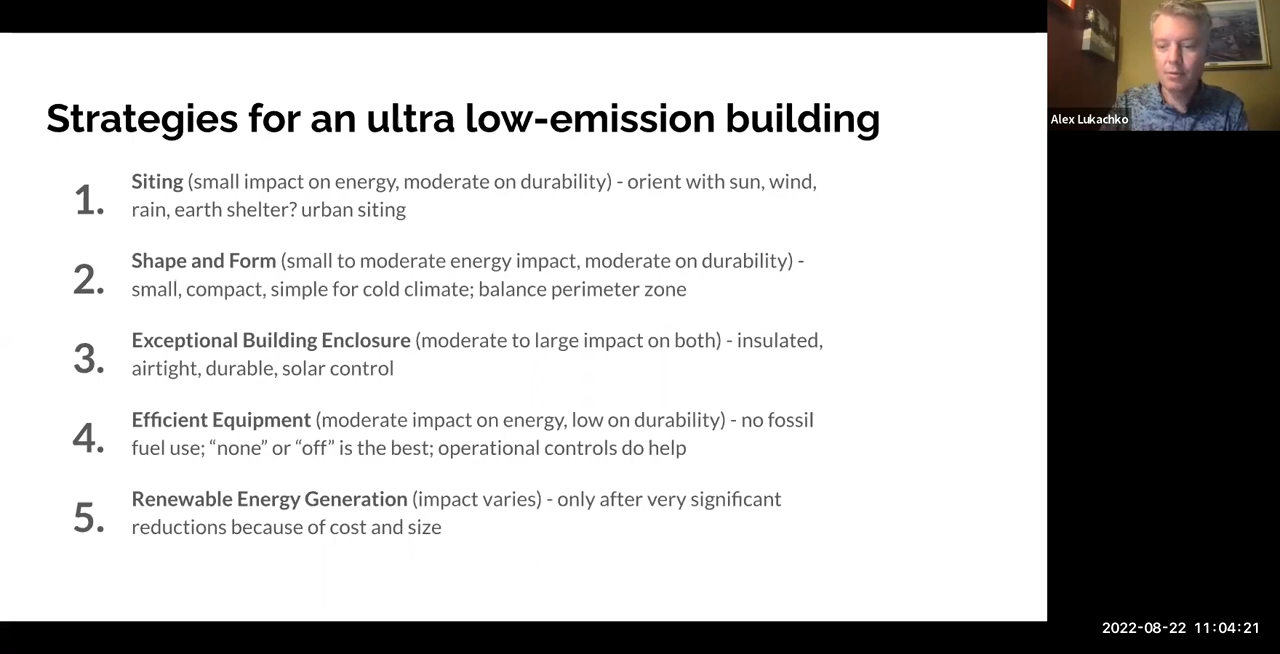 Strategies for an ultra low-emission building
1.
Siting (small impact on energy, moderate on durability) - orient with sun, wind,
rain, earth shelter? urban siting
2.
Shape and Form (small to moderate energy impact, moderate on durability) -
small, compact, simple for cold climate; balance perimeter zone
3.
Exceptional Building Enclosure (moderate to large impact on both) - insulated,
airtight, durable, solar control
4.
Efficient Equipment (moderate impact on energy, low on durability) - no fossil
fuel use; “none” or “off” is the best; operational controls do help
5.
Renewable Energy Generation (impact varies) - only after very significant
reductions because of cost and size
Alex Lukachko
2022-08-22 11:04:21